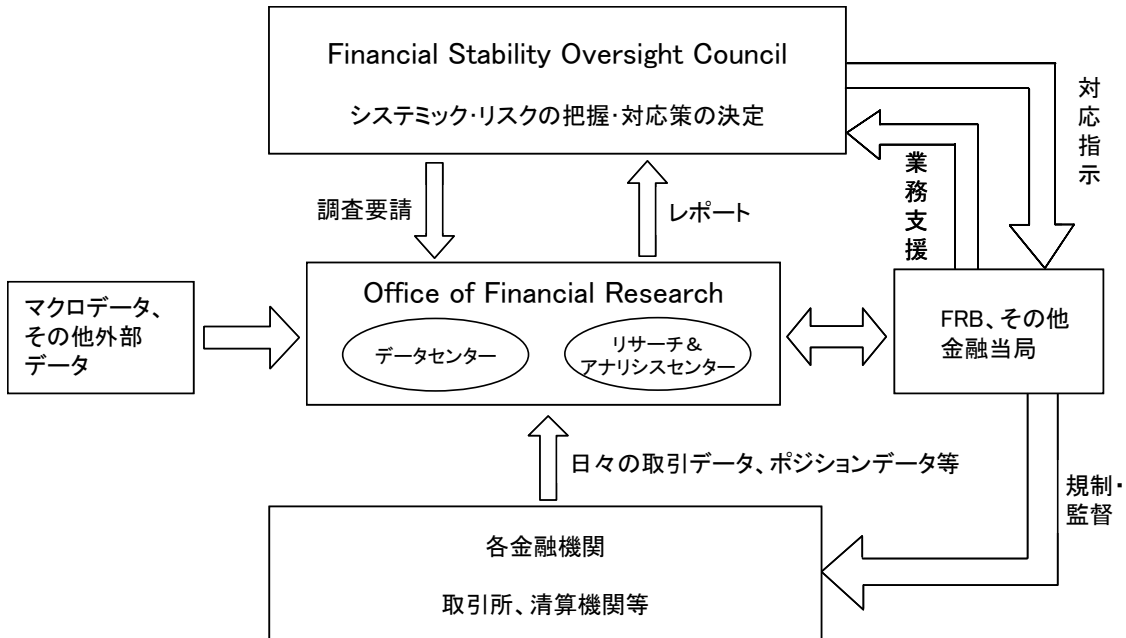 Financial Stability Oversight Council
システミック・リスクの把握・対応策の決定
対応指示
業務支援
調査要請
レポート
マクロデータ、
その他外部
データ
Office of Financial Research
データセンター
リサーチ&
アナリシスセンター
FRB、その他
金融当局
日々の取引データ、ポジションデータ等
規制・
監督
各金融機関
取引所、清算機関等